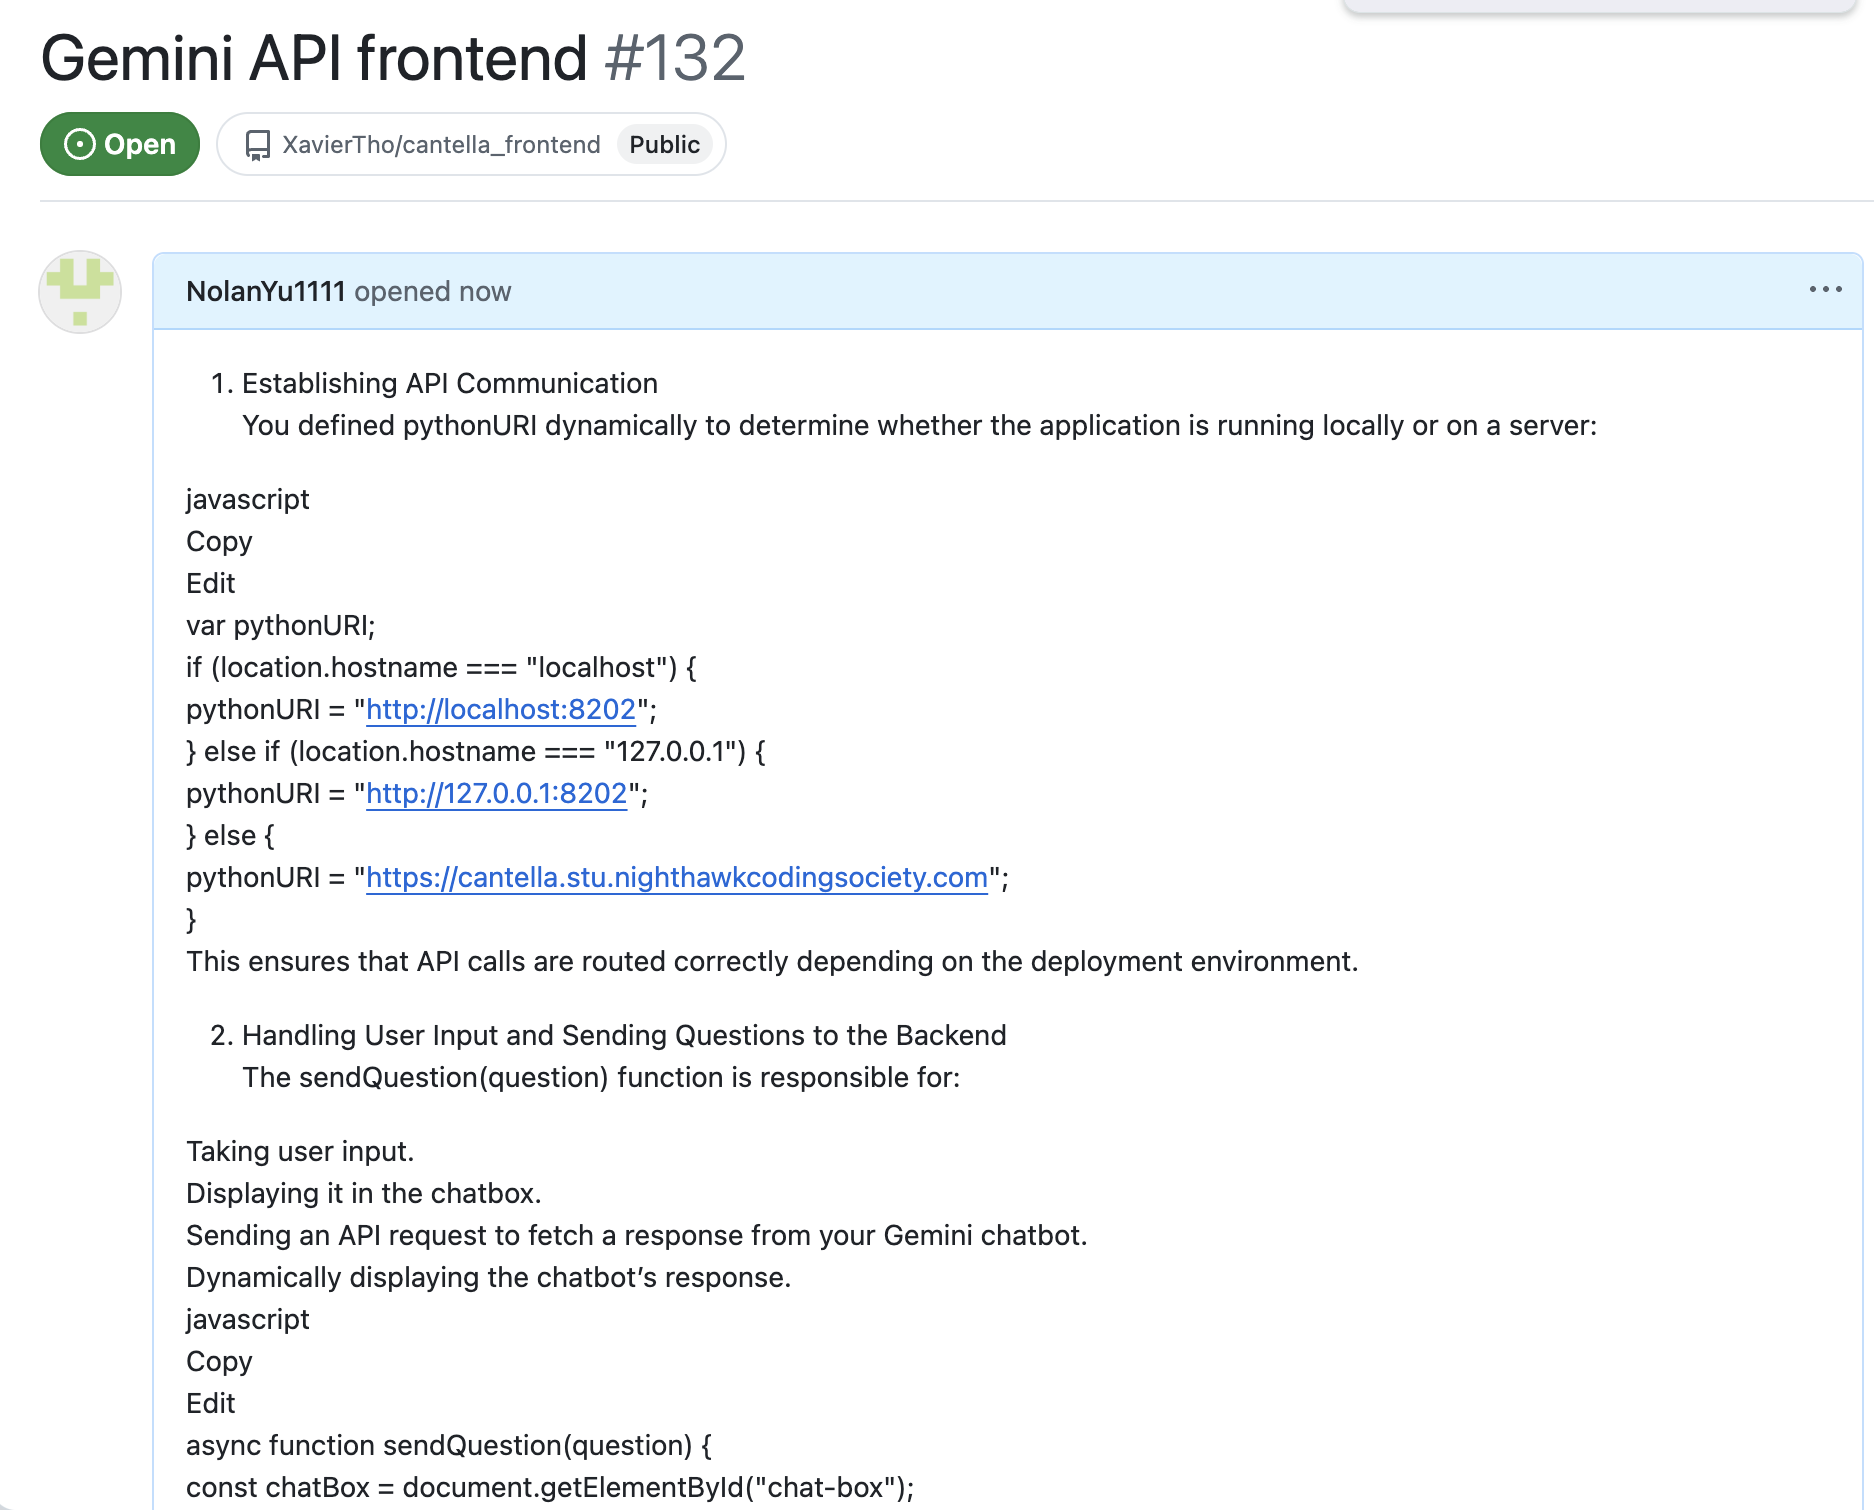 Gemini API frontend #132
Open
XavierTho/cantella_frontend Public
NolanYu1111 opened now
1. Establishing API Communication
You defined pythonURI dynamically to determine whether the application is running locally or on a server:
javascript
Copy
Edit
var pythonURI;
if (location.hostname === "localhost") {
pythonURI = "http://localhost:8202";
} else if (location.hostname === "127.0.0.1") {
pythonURI = "http://127.0.0.1:8202";
} else {
pythonURI = "https://cantella.stu.nighthawkcodingsociety.com";
}
This ensures that API calls are routed correctly depending on the deployment environment.
2. Handling User Input and Sending Questions to the Backend
The sendQuestion(question) function is responsible for:
Taking user input.
Displaying it in the chatbox.
Sending an API request to fetch a response from your Gemini chatbot.
Dynamically displaying the chatbot’s response.
javascript
Copy
Edit
async function sendQuestion(question) {
const chatBox = document.getElementById("chat-box");